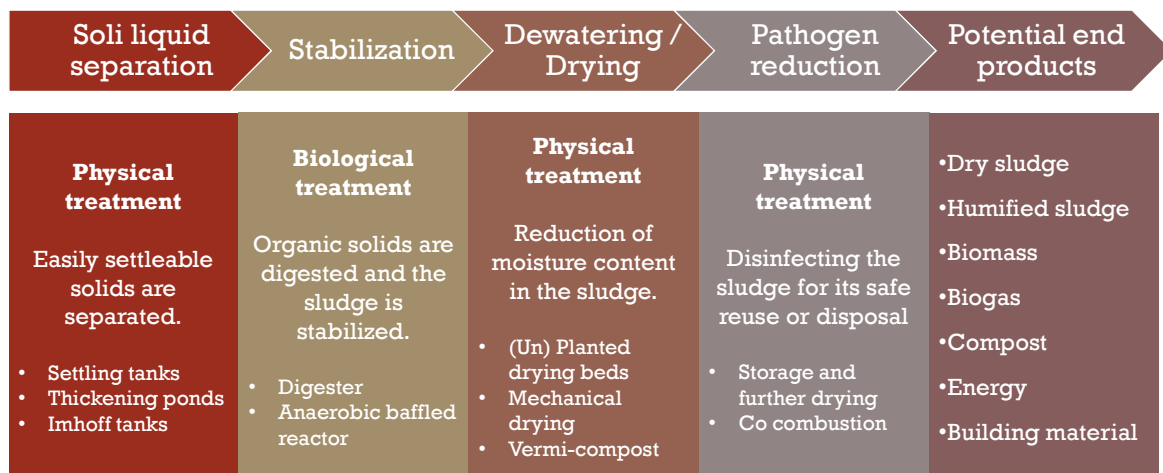 Soli liquid
separation
Stabilization
Dewatering /
Drying
Pathogen
reduction
Potential end
products
Physical
treatment
Easily settleable
solids are
separated.
• Settling tanks
• Thickening ponds
• Imhoff tanks
Biological
treatment
Organic solids are
digested and the
sludge is
stabilized.
• Digester
• Anaerobic baffled
reactor
Physical
treatment
Reduction of
moisture content
in the sludge.
• (Un) Planted
drying beds
• Mechanical
drying
• Vermi-compost
Physical
treatment
Disinfecting the
sludge for its safe
reuse or disposal
• Storage and
further drying
• Co combustion
•Dry sludge
•Humified sludge
•Biomass
•Biogas
•Compost
•Energy
•Building material